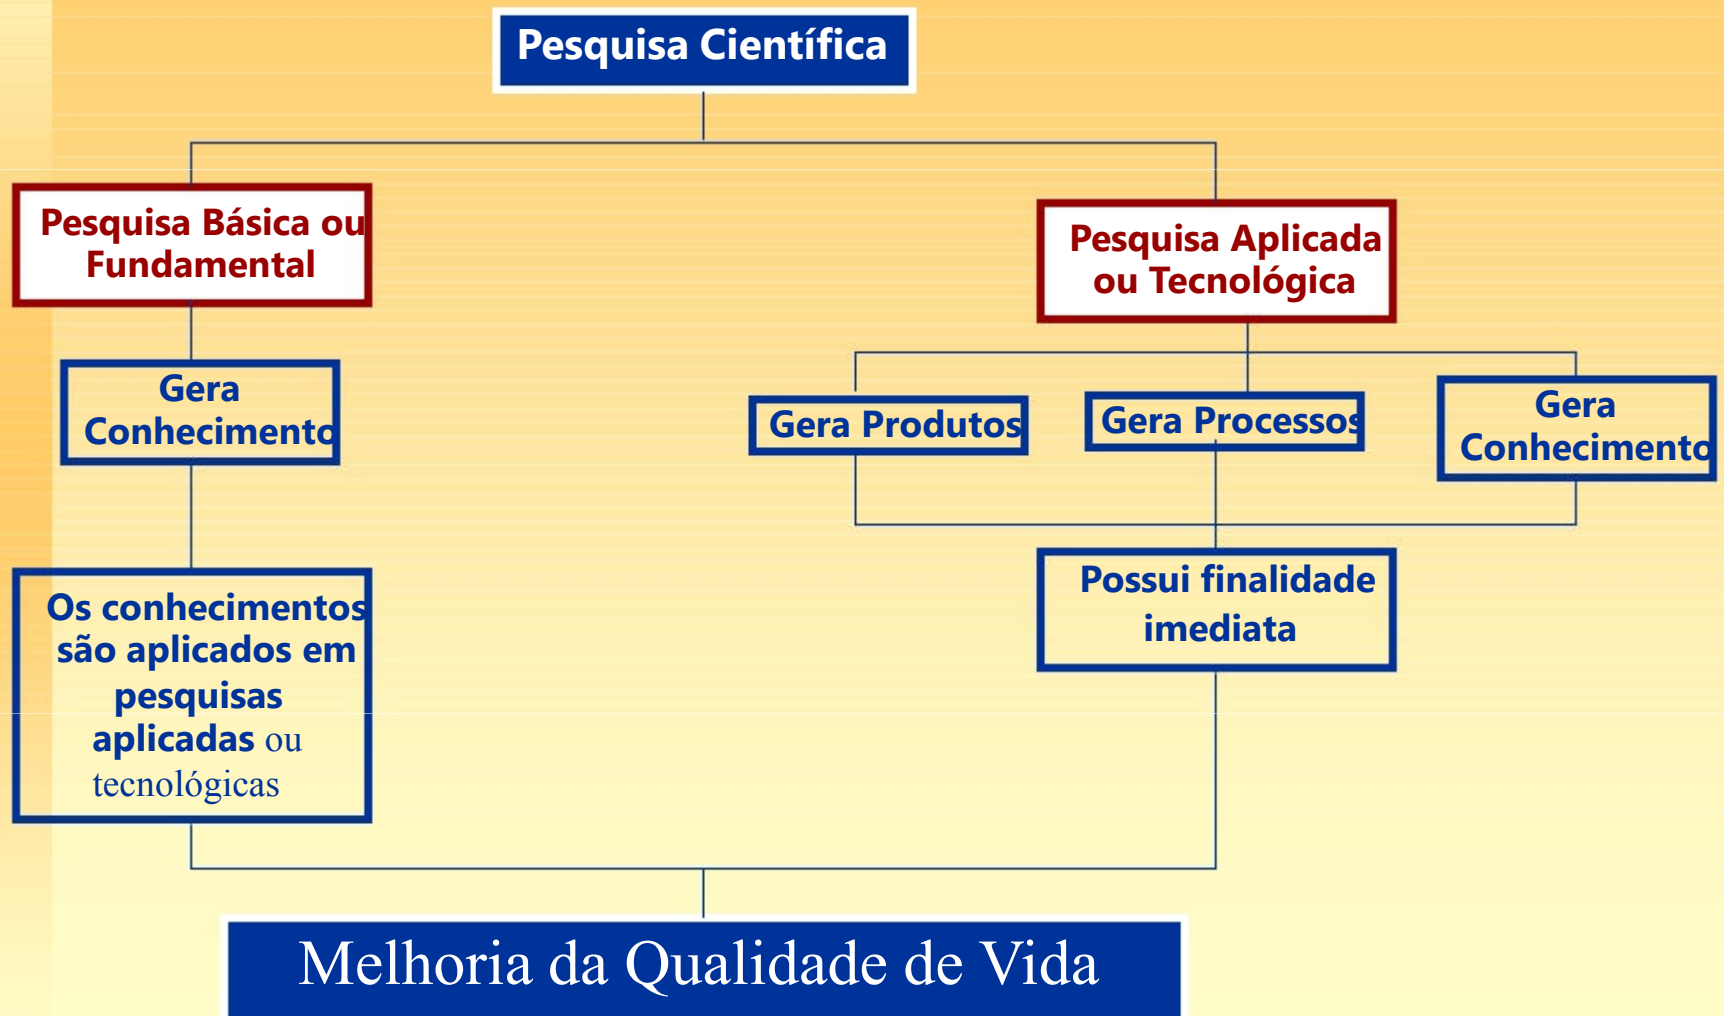 Pesquisa Científica
Pesquisa Básica ou
Fundamental
Pesquisa Aplicada
ou Tecnológica
Gera
Conhecimento
Gera Produtos
Gera Processos
Gera
Conhecimento
Os conhecimentos
são aplicados em
pesquisas
aplicadas ou
tecnológicas
Possui finalidade
imediata
Melhoria da Qualidade de Vida